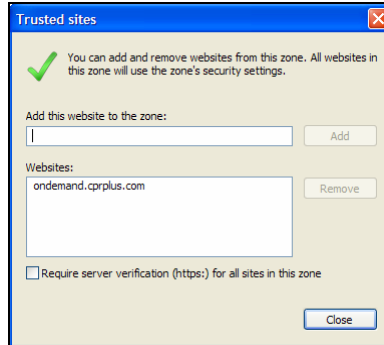 Trusted sites
You can add and remove websites from this zone. All websites in
this zone will use the zone's security settings.
Add this website to the zone:
Add
Websites:
ondemand.cprplus.com
Remove
Require server verification (https:) for all sites in this zone
Close